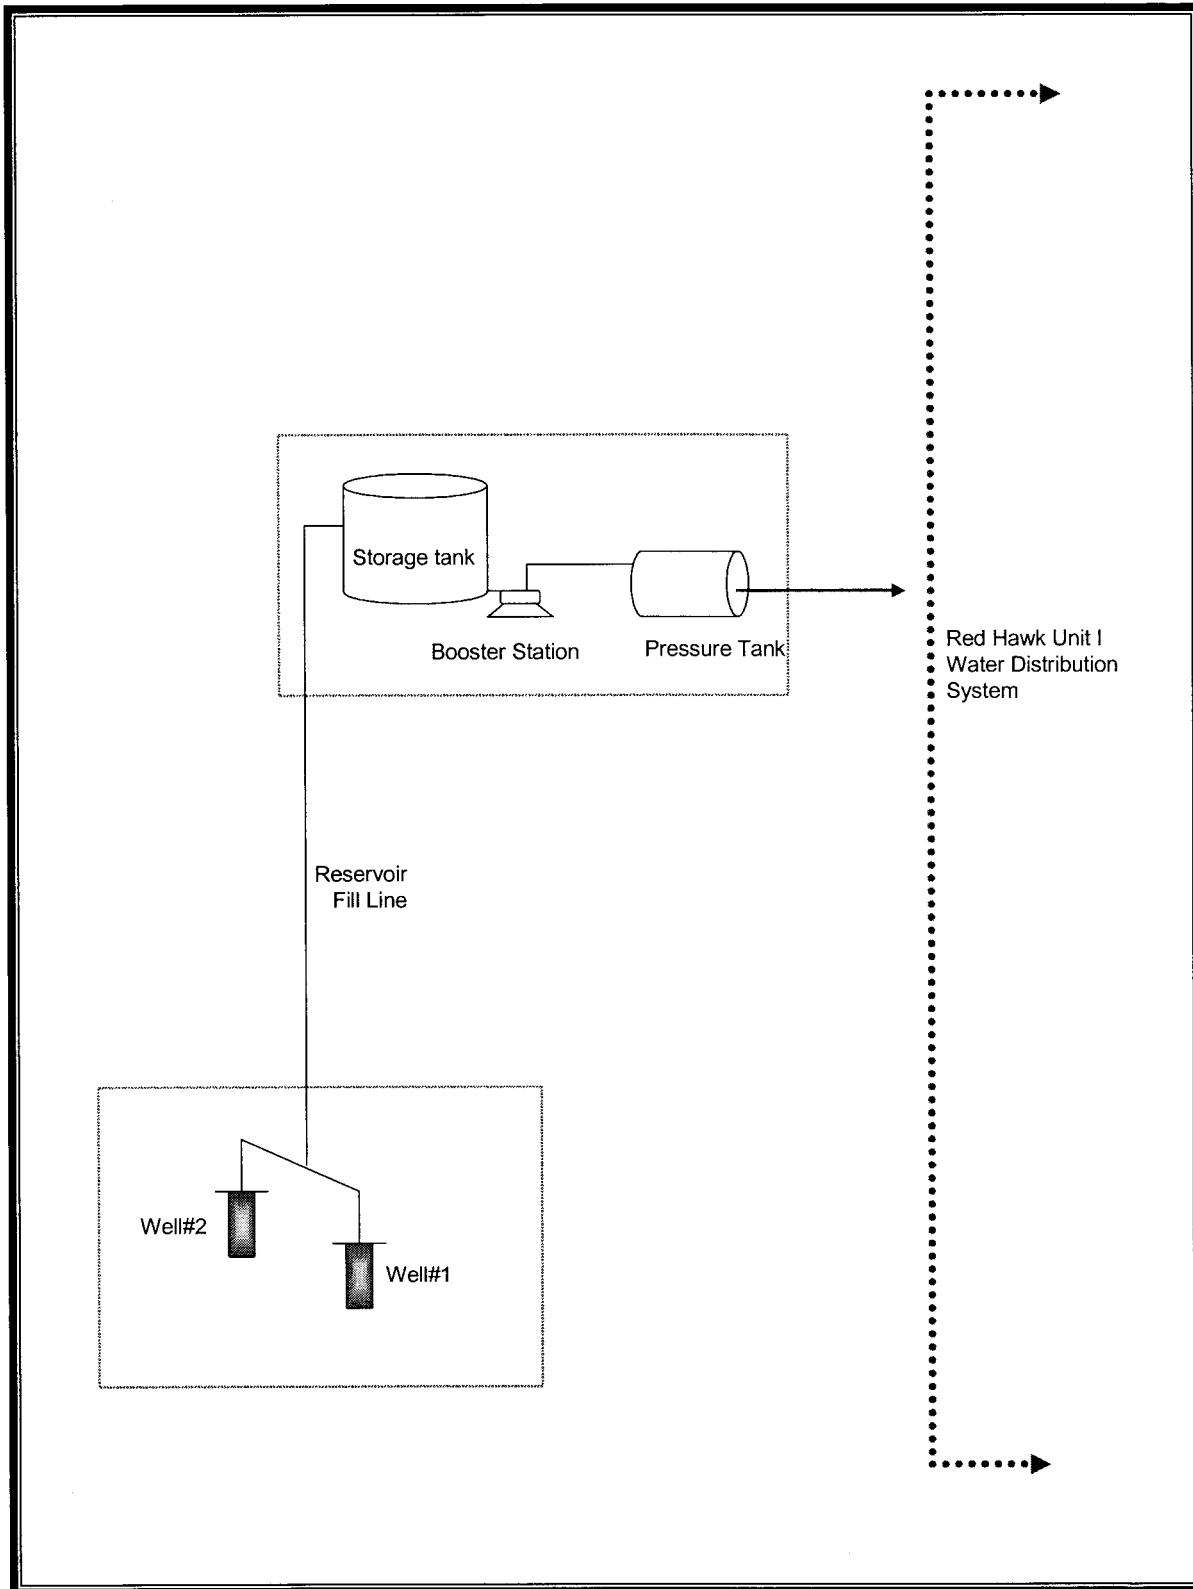 Storage tank
Booster Station
Pressure Tank
Red Hawk Unit I
Water Distribution
System
Reservoir
Fill Line
Well#2
Well#1